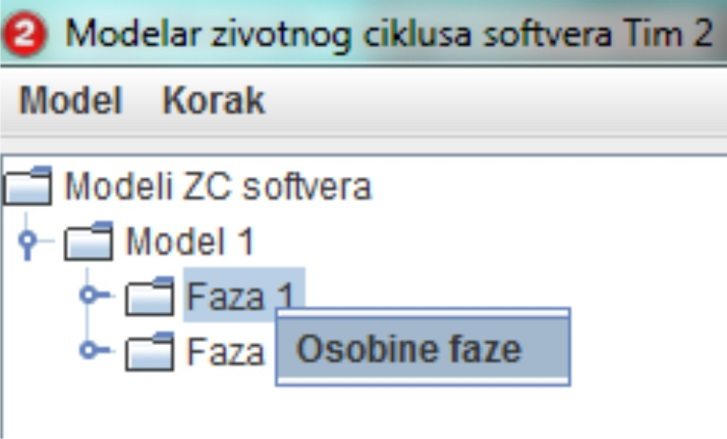 2 Modelar zivotnog ciklusa softvera Tim 2
Model Korak
Modeli ZC softvera
Model 1
Faza 1
Faza
Osobine faze